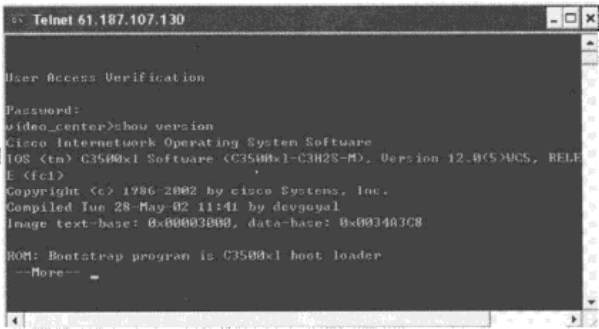 Telnet 61.187.107.130
User Access Verification
Password:
video_center>show version
Cisco Internetwork Operating System Software
IOS (tm) C3500xl Software (C3500xl-C3H2S-M), Version 12.0(5)WC5, RELE
E (fc1)
Copyright (c) 1986-2002 by cisco Systems, Inc.
Compiled Tue 28-May-02 11:41 by devgoyal
Image text-base: 0x00003000, data-base: 0x0034A3C8
ROM: Bootstrap program is C3500xl boot loader
--More--